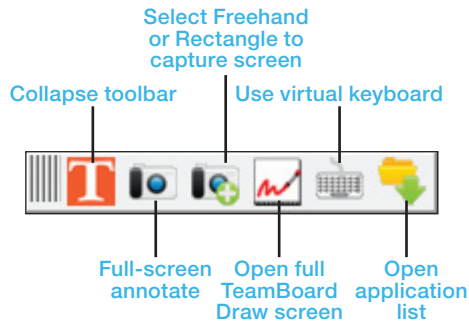 Select Freehand
or Rectangle to
capture screen
Collapse toolbar
Use virtual keyboard
T
Full-screen
annotate
Open full
TeamBoard
Draw screen
Open
application
list